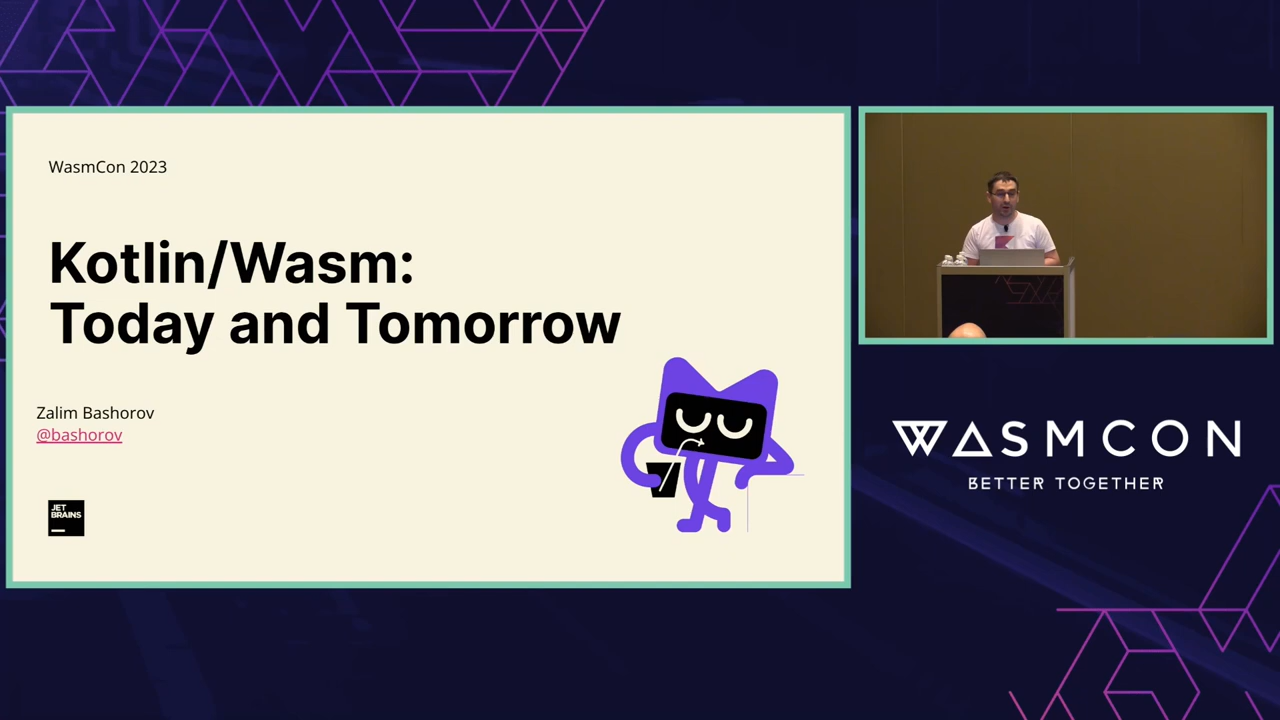 WasmCon 2023
Kotlin/Wasm:
Today and Tomorrow
Zalim Bashorov
@bashorov
JET
BRAINS
WASMCON
BETTER TOGETHER